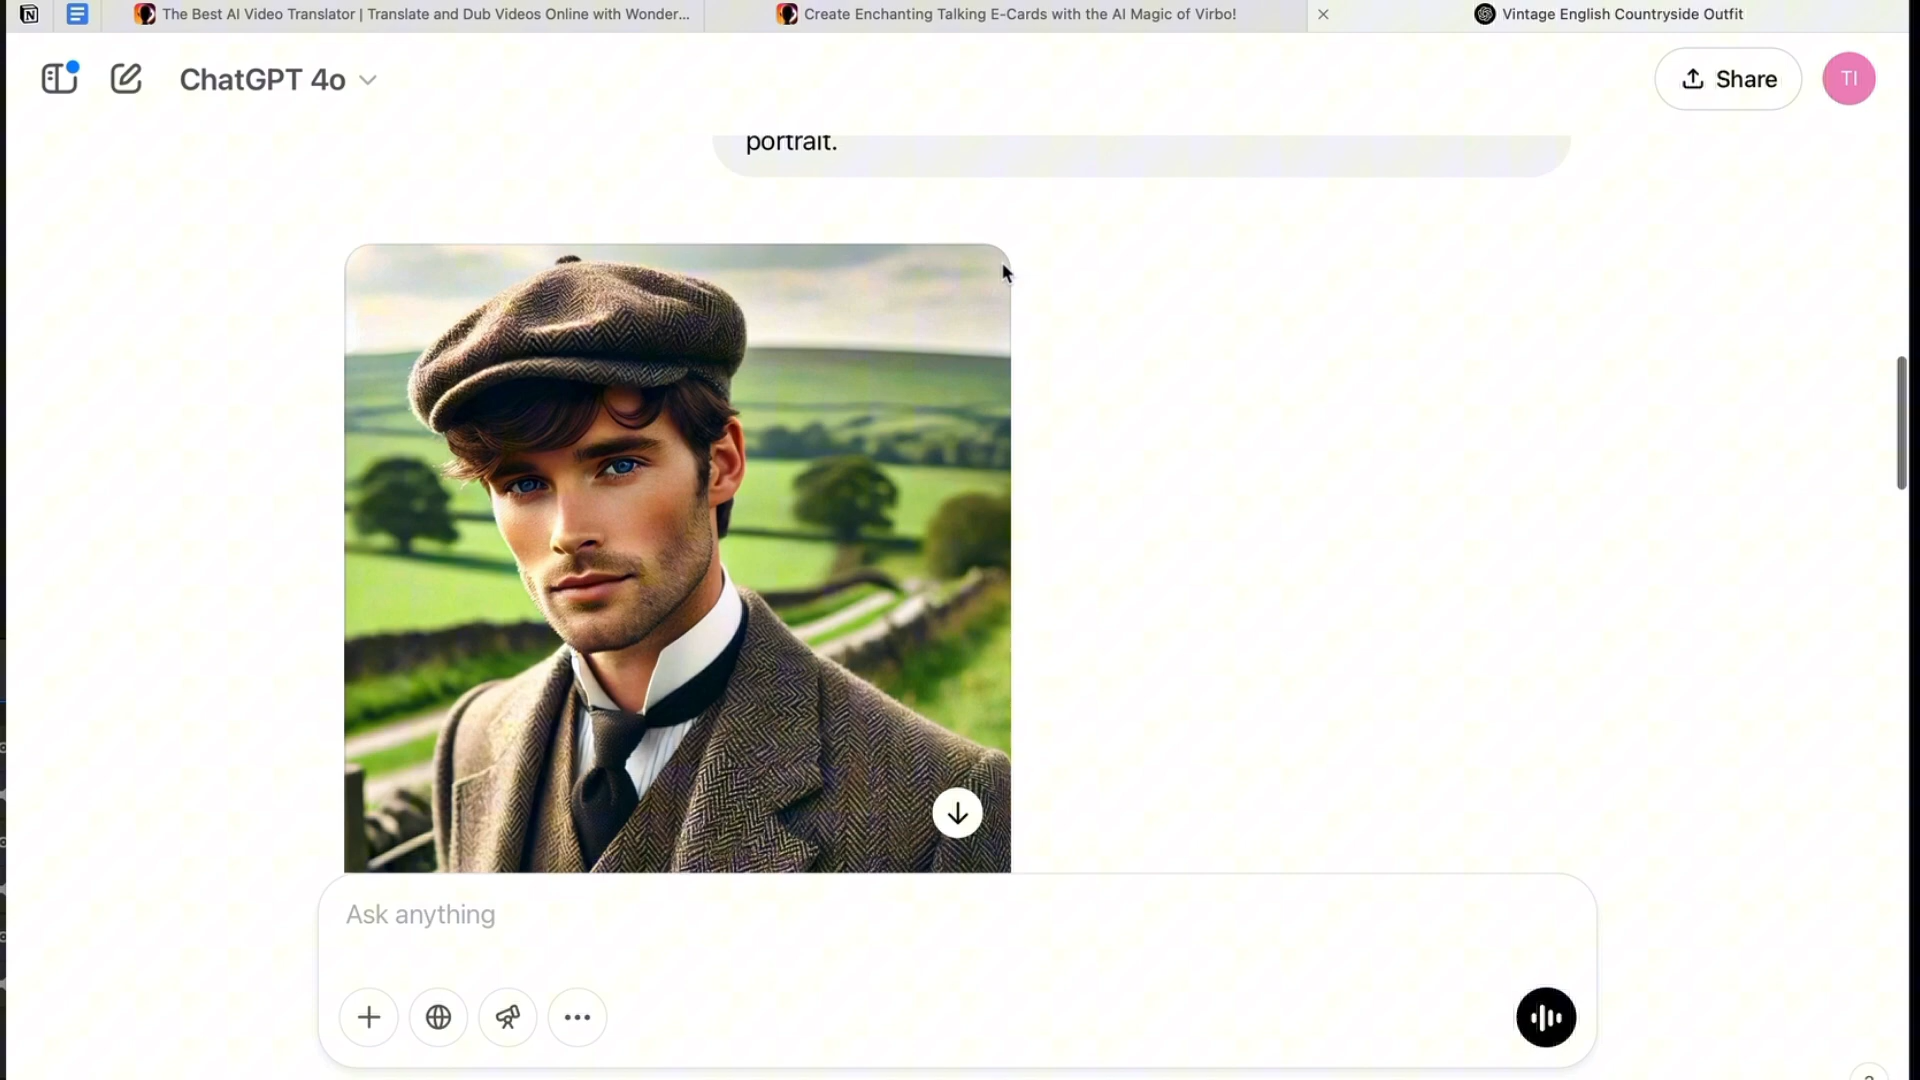 The Best AI Video Translator | Translate and Dub Videos Online with Wonder...
Create Enchanting Talking E-Cards with the AI Magic of Virbo!
Vintage English Countryside Outfit
ChatGPT 4o
Share
TI
portrait.
Ask anything